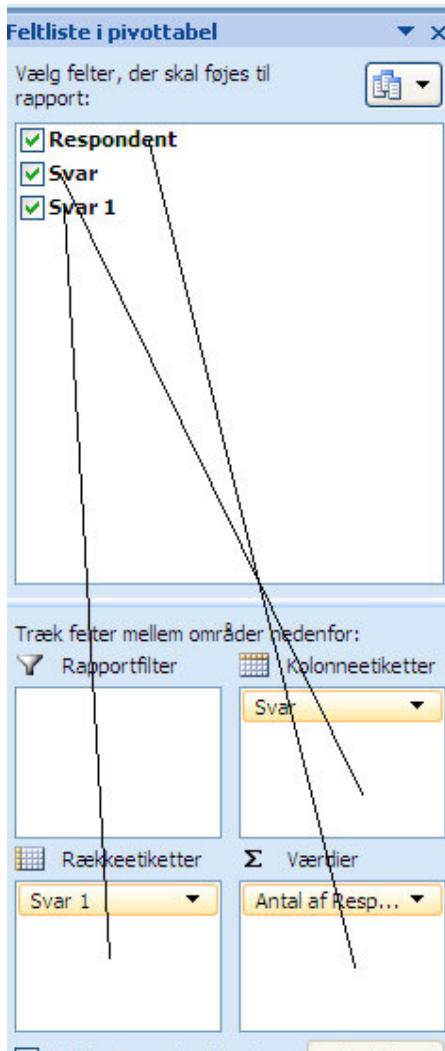 Feltliste i pivottabel
Vælg felter, der skal føjes til
rapport:
Respondent
Svar
Svar 1
Træk felter mellem områder nedenfor:
Rapportfilter
Kolonneetiketter
Svar
Rækkeetiketter
Σ Værdier
Svar 1
Antal af Resp...